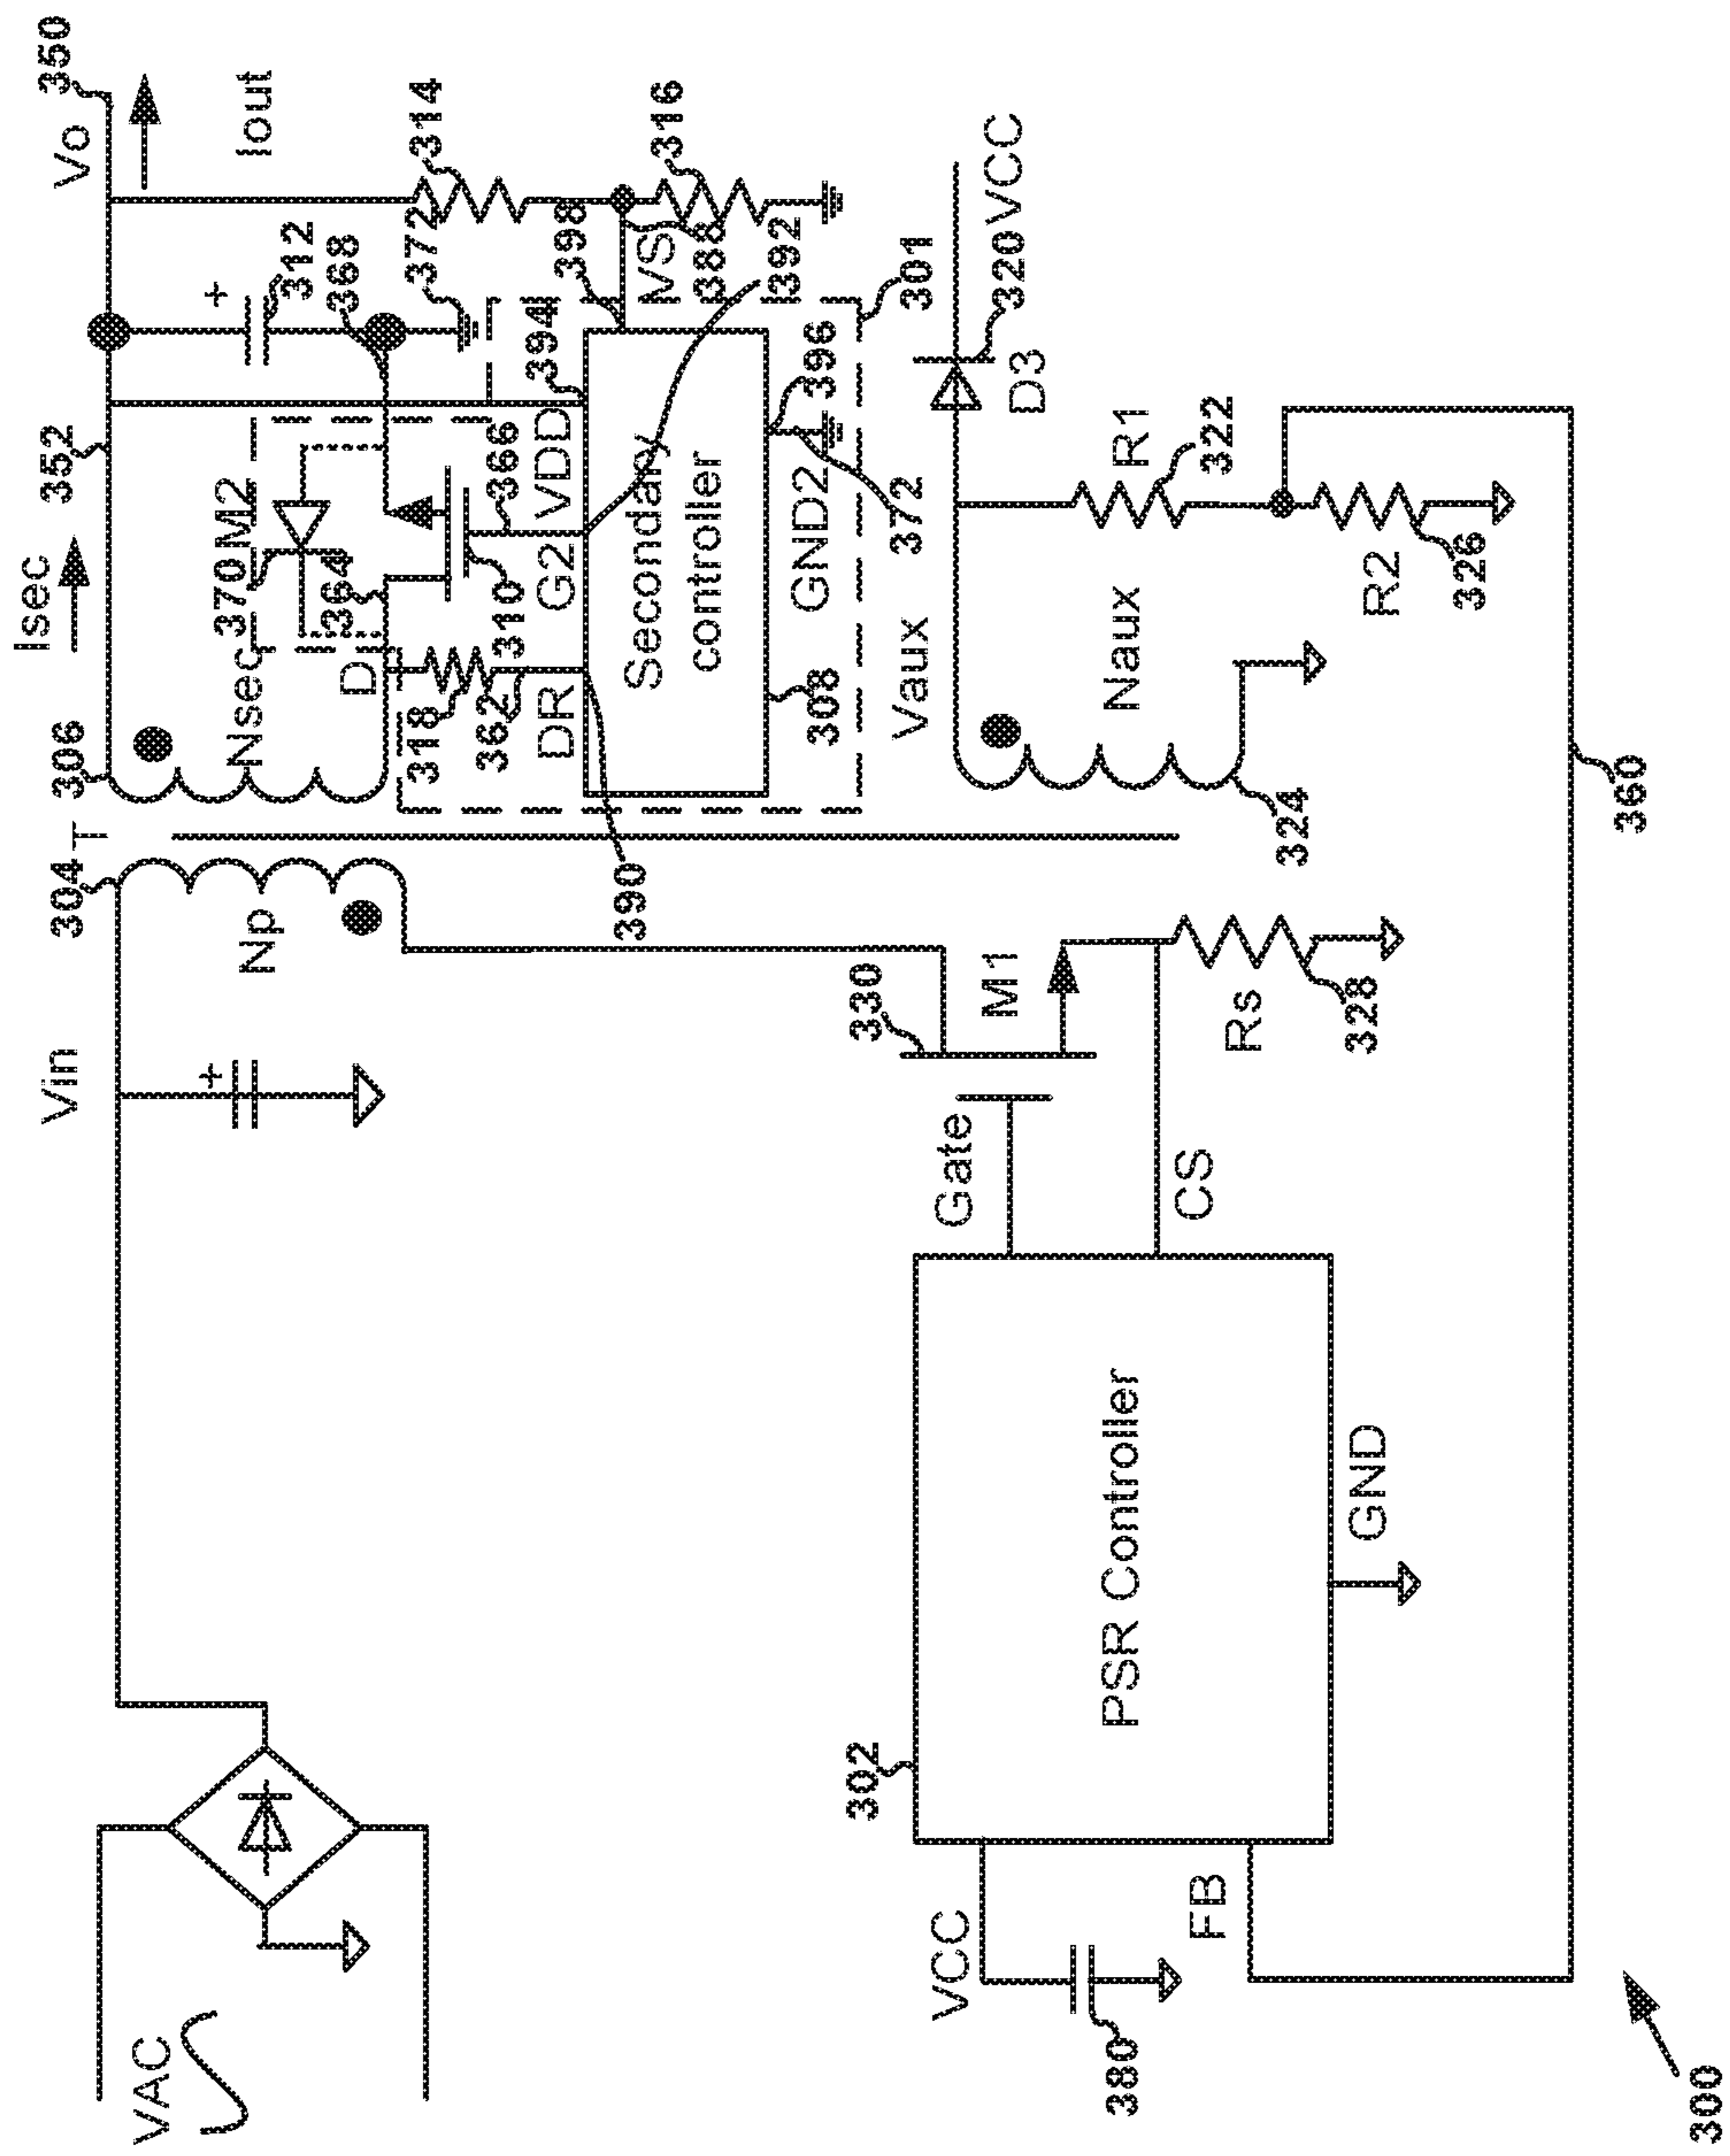 VAC
Vin
304
T
Np
306
Isec
352
Vo
350
Iout
Nsec
370
M2
364
D
318
362
310
366
368
312
+
+
372
314
DR
G2
VDD
394
398
VS
388
316
392
390
Secondary
controller
308
GND2
396
372
301
302
PSR Controller
VCC
FB
380
GND
Gate
CS
330
M1
Rs
328
Vaux
Naux
324
D3
320
VCC
R1
322
R2
326
360
300